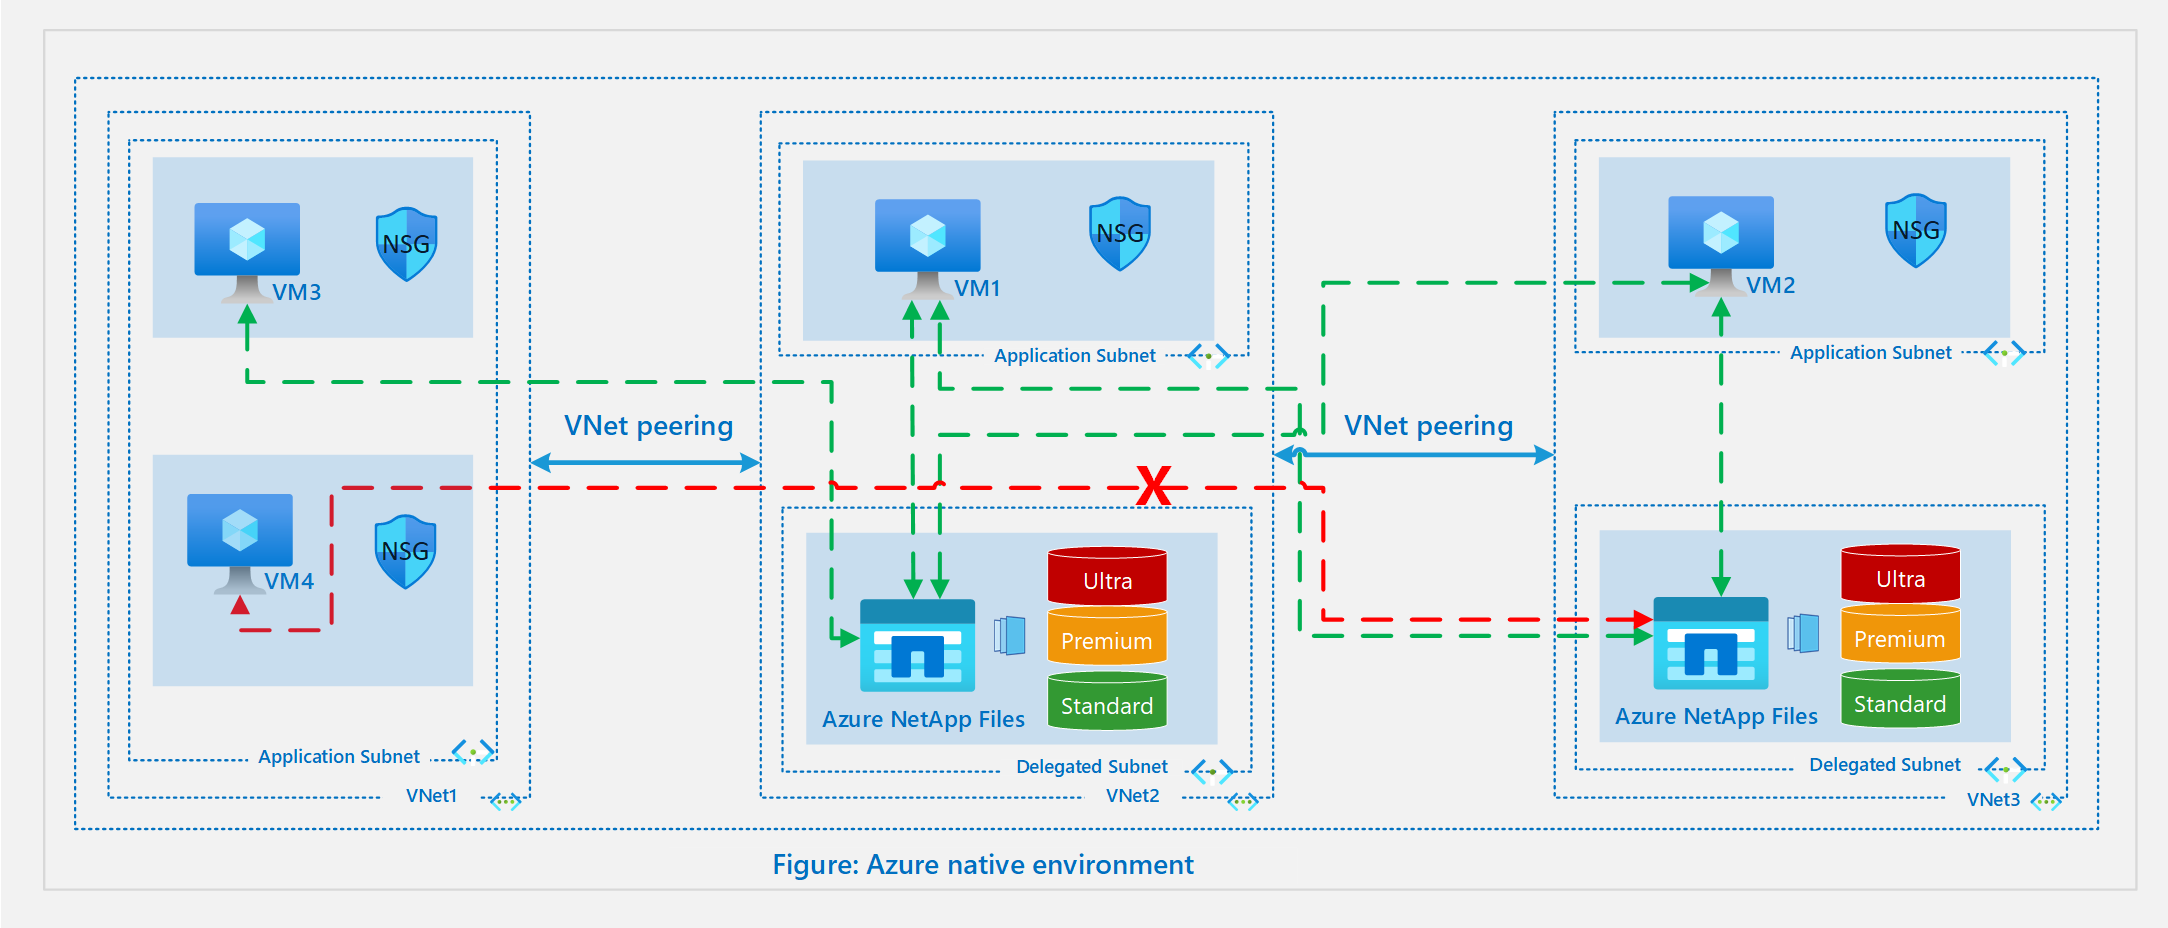 VM3
NSG
VM4
NSG
Application Subnet
VNet1
VNet peering
VM1
NSG
Application Subnet
X
Ultra
Premium
Standard
Azure NetApp Files
Delegated Subnet
VNet2
VNet peering
VM2
NSG
Application Subnet
Ultra
Premium
Standard
Azure NetApp Files
Delegated Subnet
VNet3
Figure: Azure native environment